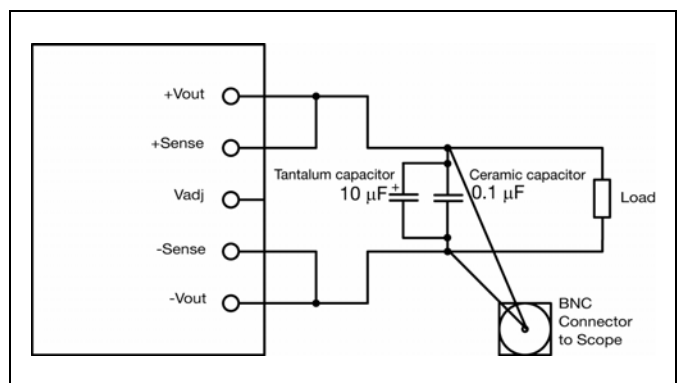 +Vout
+Sense
Vadj
-Sense
-Vout
Tantalum capacitor
10 μF
+
Ceramic capacitor
0.1 μF
Load
BNC
Connector
to Scope